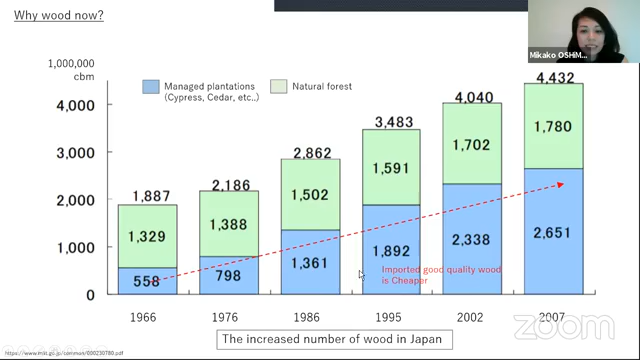 Why wood now?
Mikako OSHIM...
1,000,000
cbm
Managed plantations
(Cypress, Cedar, etc..)
Natural forest
4,000
3,000
2,000
1,000
0
1,887
1,329
558
2,186
1,388
798
2,862
1,502
1,361
3,483
1,591
1,892
4,040
1,702
2,338
4,432
1,780
2,651
Imported good quality wood
is Cheaper
1966
1976
1986
1995
2002
2007
The increased number of wood in Japan
https://www.mlit.go.jp/common/000230780.pdf
zoom